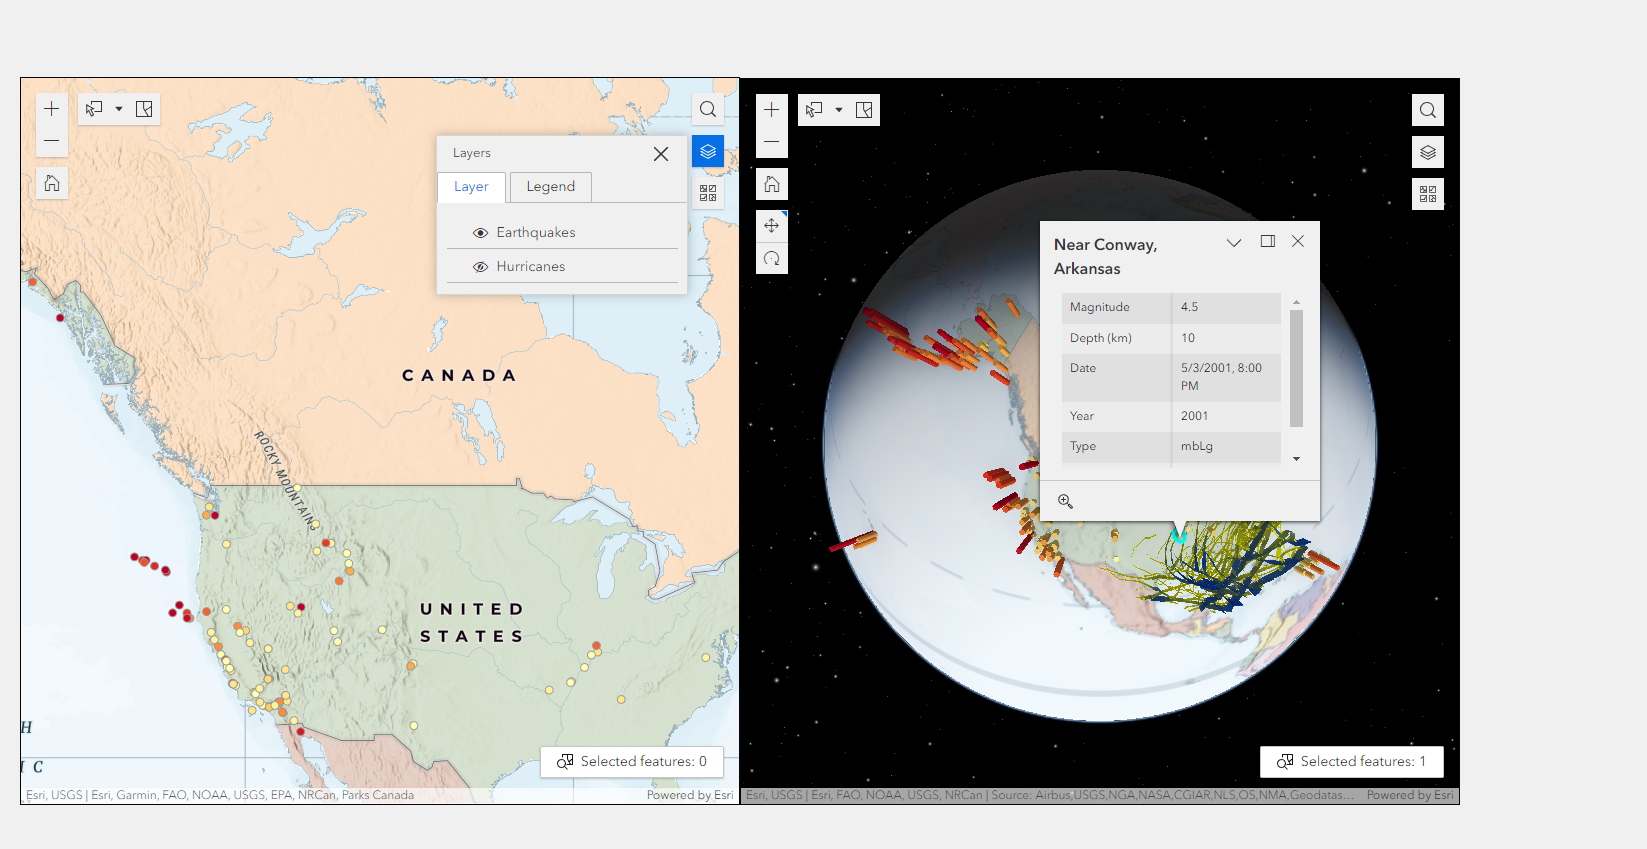 Layers
Layer
Legend
Earthquakes
Hurricanes
CANADA
ROCKY MOUNTAINS
UNITED
STATES
H
I C
Selected features: 0
Esri, USGS | Esri, Garmin, FAO, NOAA, USGS, EPA, NRCan, Parks Canada
Powered by Esri
Near Conway,
Arkansas
Magnitude 4.5
Depth (km) 10
Date 5/3/2001, 8:00
PM
Year 2001
Type mbLg
Selected features: 1
Esri, USGS | Esri, FAO, NOAA, USGS, NRCan | Source: Airbus,USGS,NGA,NASA,CGIAR,NLS,OS,NMA,Geodatas...
Powered by Esri